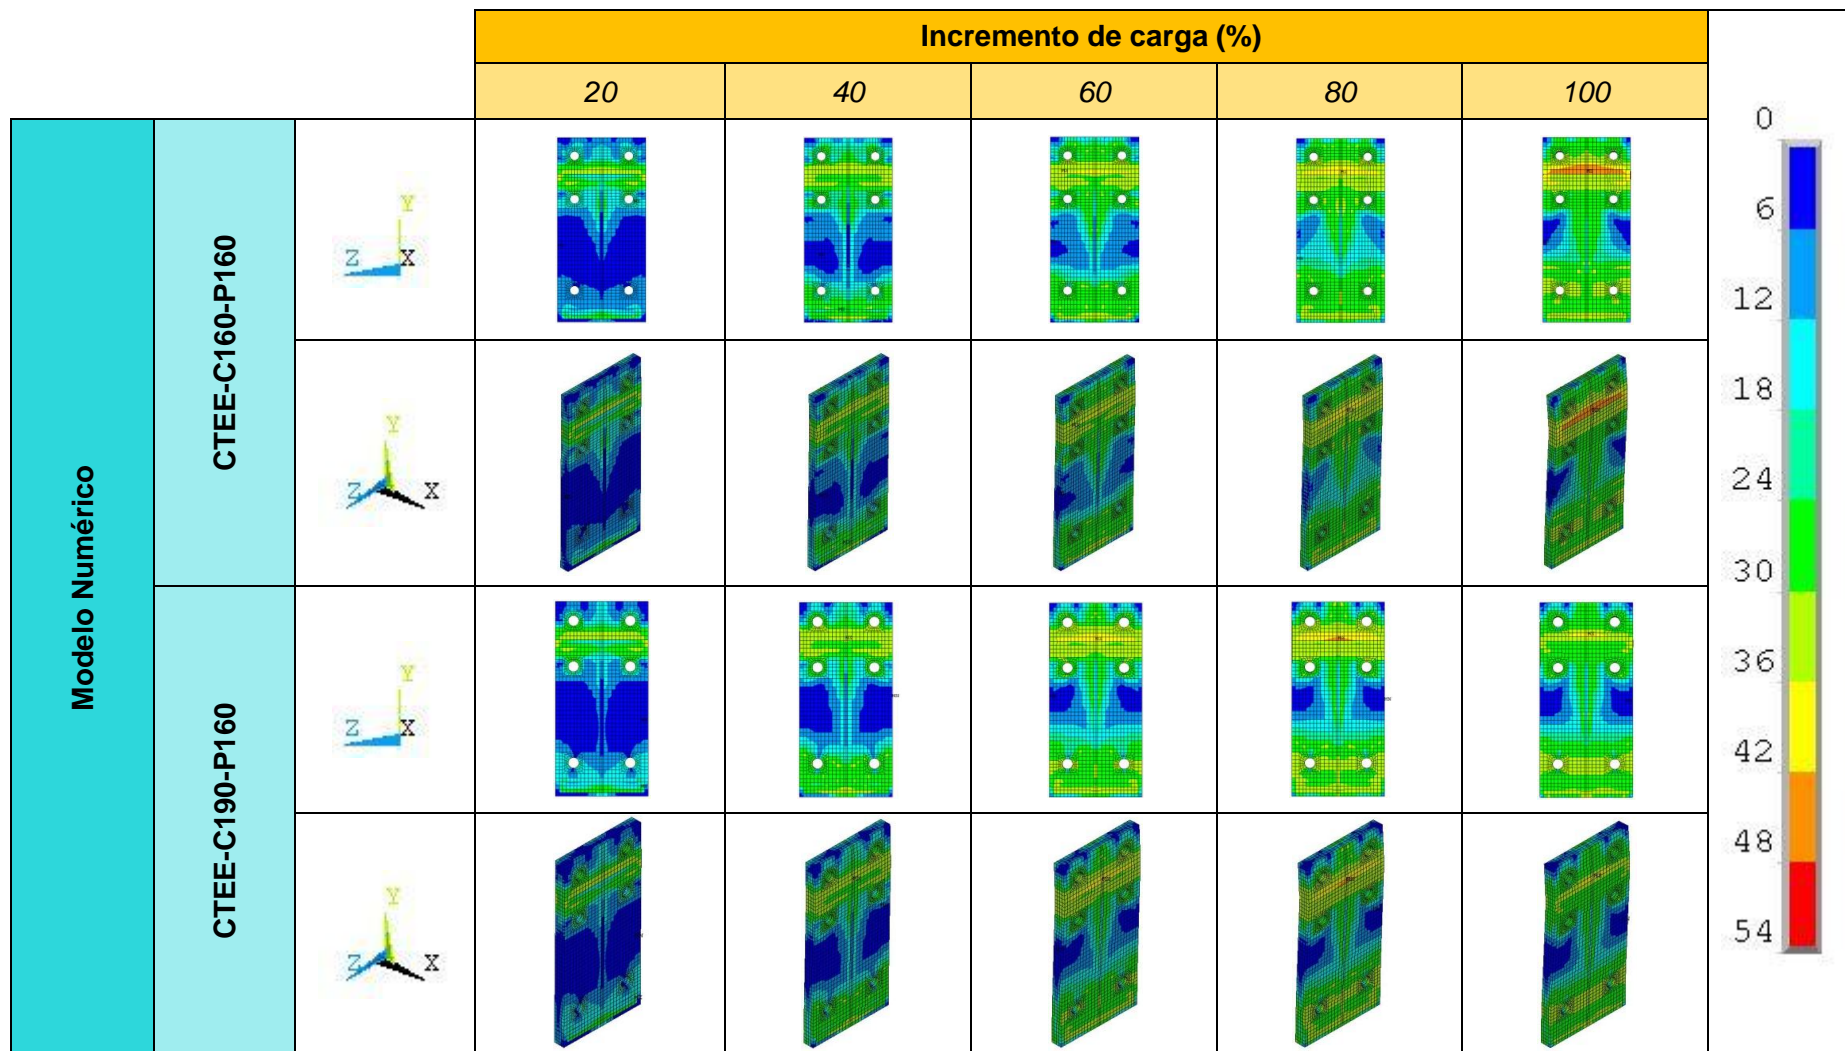 Incremento de carga (%)
20 40 60 80 100
Modelo Numérico
CTEE-C160-P160
Y
Z X
Y
Z X
CTEE-C190-P160
Y
Z X
Y
Z X
0
6
12
18
24
30
36
42
48
54